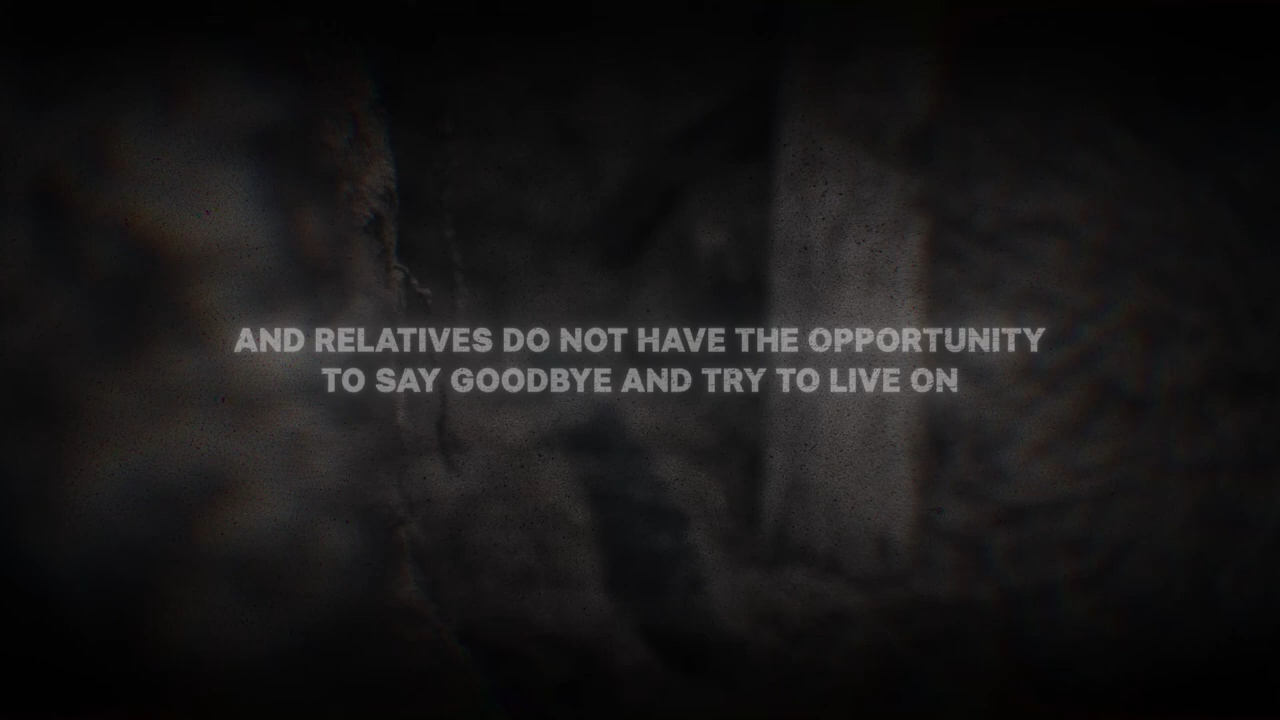 AND RELATIVES DO NOT HAVE THE OPPORTUNITY
TO SAY GOODBYE AND TRY TO LIVE ON